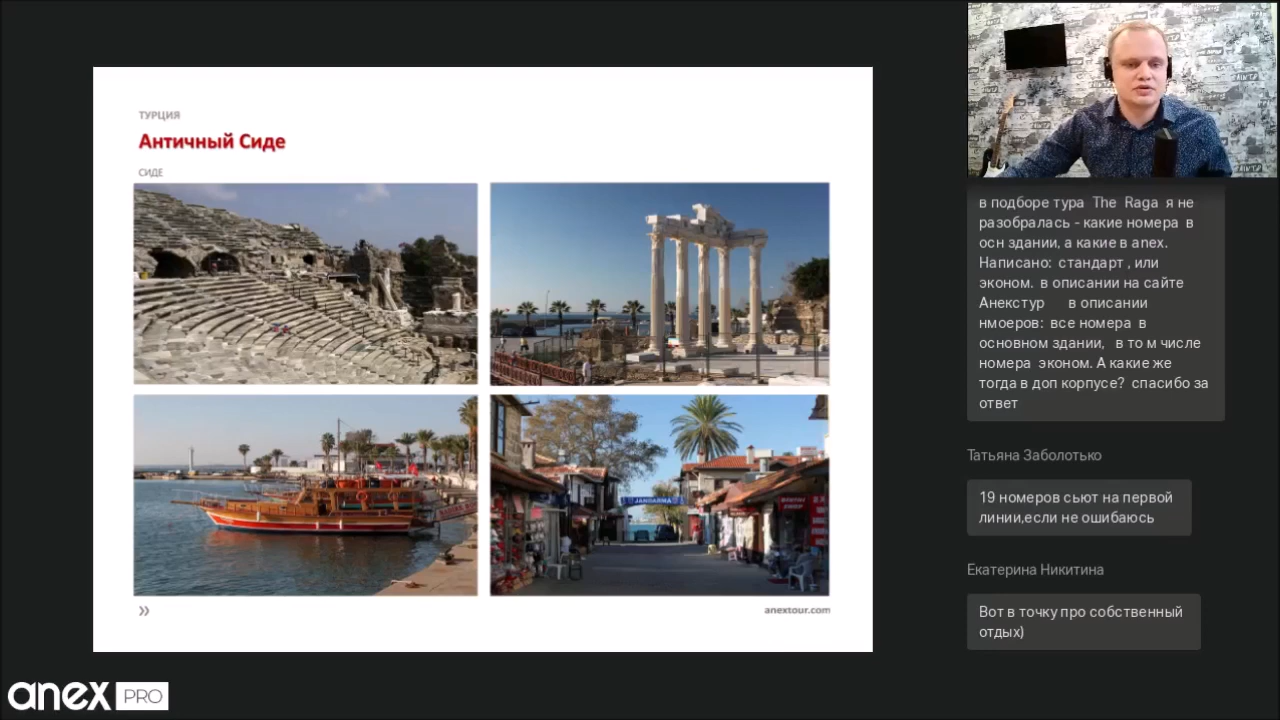 ТУРЦИЯ
Античный Сиде
СИДЕ
JANDARMA
anextour.com
anex PRO
в подборе тура The Raga я не
разобралась - какие номера в
осн здании, а какие в anex.
Написано: стандарт , или
эконом. в описании на сайте
Анекстур в описании
нмоеров: все номера в
основном здании, в то м числе
номера эконом. А какие же
тогда в доп корпусе? спасибо за
ответ
Татьяна Заболотько
19 номеров сьют на первой
линии,если не ошибаюсь
Екатерина Никитина
Вот в точку про собственный
отдых)